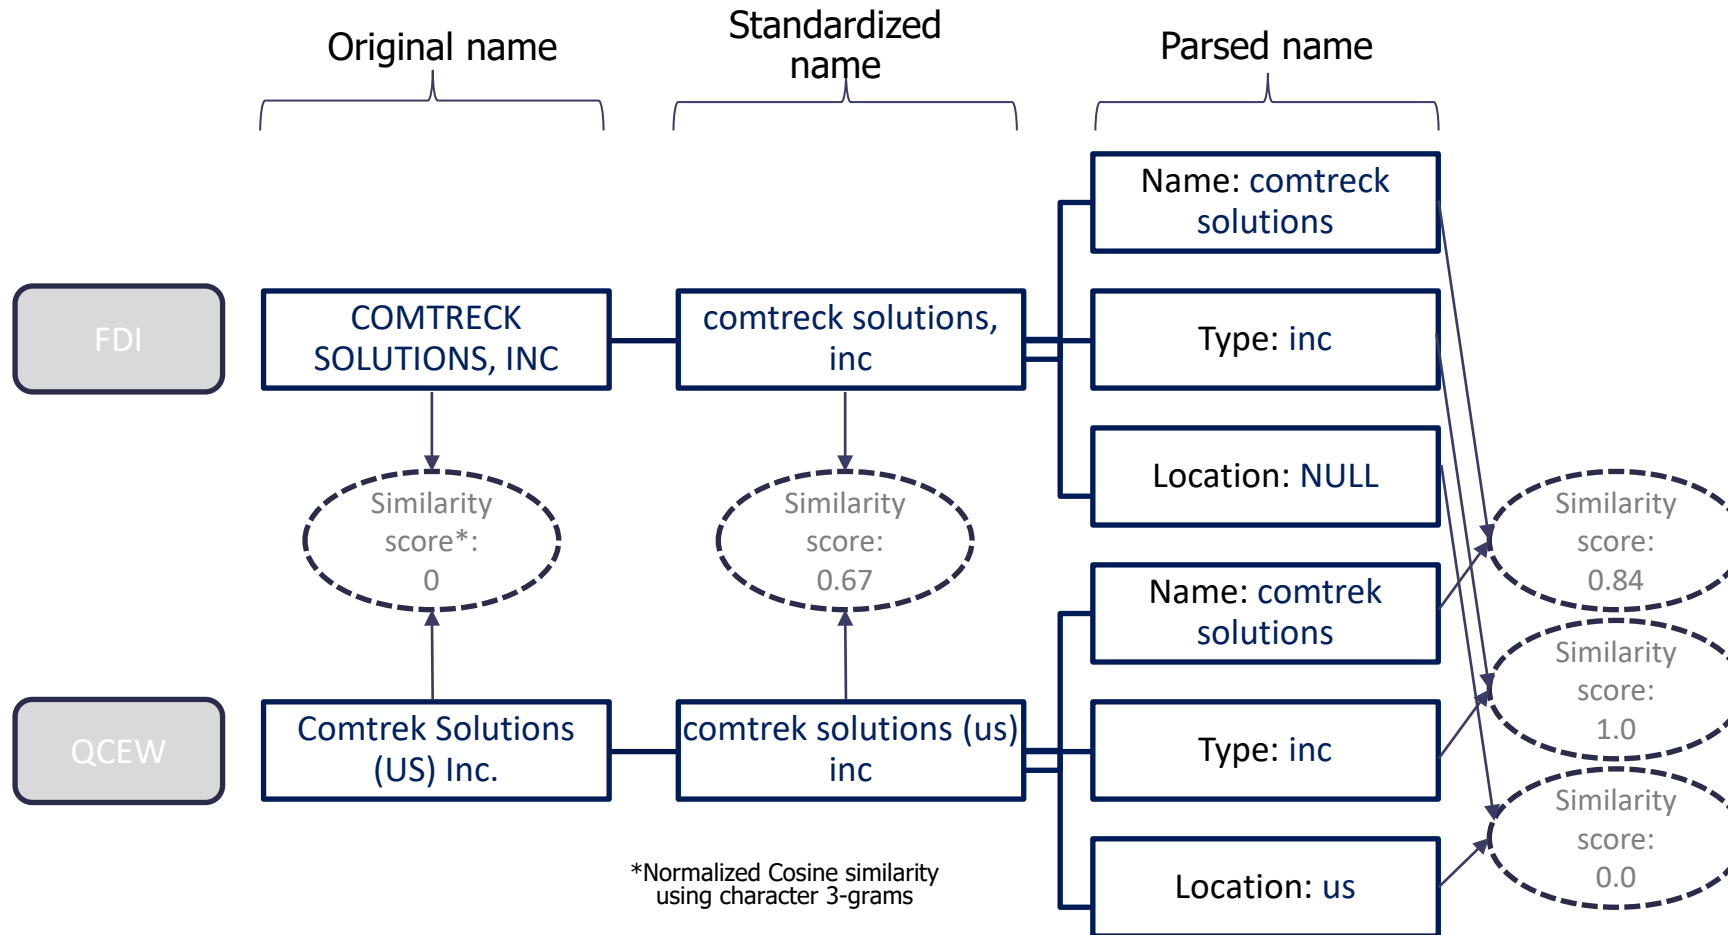 Original name
Standardized
name
Parsed name
Name: comtreck
solutions
FDI
COMTRECK
SOLUTIONS, INC
comtreck solutions,
inc
Type: inc
Location: NULL
Similarity
score*:
0
Similarity
score:
0.67
Similarity
score:
0.84
Name: comtrek
solutions
Similarity
score:
1.0
QCEW
Comtrek Solutions
(US) Inc.
comtrek solutions (us)
inc
Type: inc
Similarity
score:
0.0
Location: us
*Normalized Cosine similarity
using character 3-grams